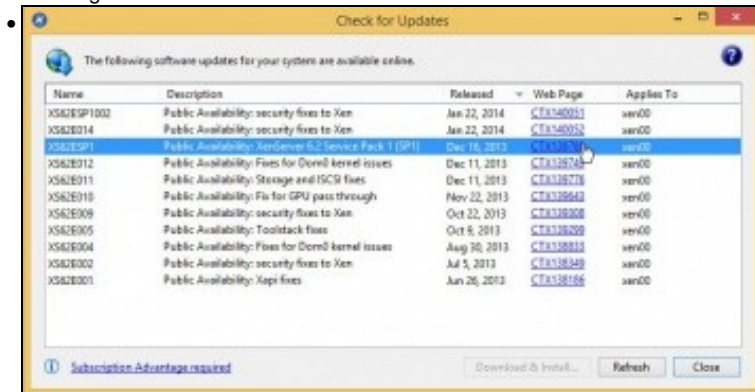 Check for Updates
The following software updates for your system are available online.
Name Description Released Web Page Applies To
XS62ESP1002 Public Availability: security fixes to Xen Jan 22, 2014 CTX140051 xen00
XS62E014 Public Availability: security fixes to Xen Jan 22, 2014 CTX140052 xen00
XS62ESP1 Public Availability: XenServer 6.2 Service Pack 1 (SP1) Dec 16, 2013 xen00
XS62E012 Public Availability: Fixes for Dom0 kernel issues Dec 11, 2013 xen00
XS62E011 Public Availability: Storage and ISCSI fixes Dec 11, 2013 CTX139776 xen00
XS62E010 Public Availability: Fix for GPU pass through Nov 22, 2013 CTX139643 xen00
XS62E009 Public Availability: security fixes to Xen Oct 22, 2013 xen00
XS62E005 Public Availability: Toolstack fixes Oct 9, 2013 CTX139299 xen00
XS62E004 Public Availability: Fixes for Dom0 kernel issues Aug 30, 2013 CTX138833 xen00
XS62E002 Public Availability: security fixes to Xen Jul 5, 2013 CTX138349 xen00
XS62E001 Public Availability: Xapi fixes Jun 26, 2013 CTX138186 xen00
Subscription Advantage required Download & Install... Refresh Close